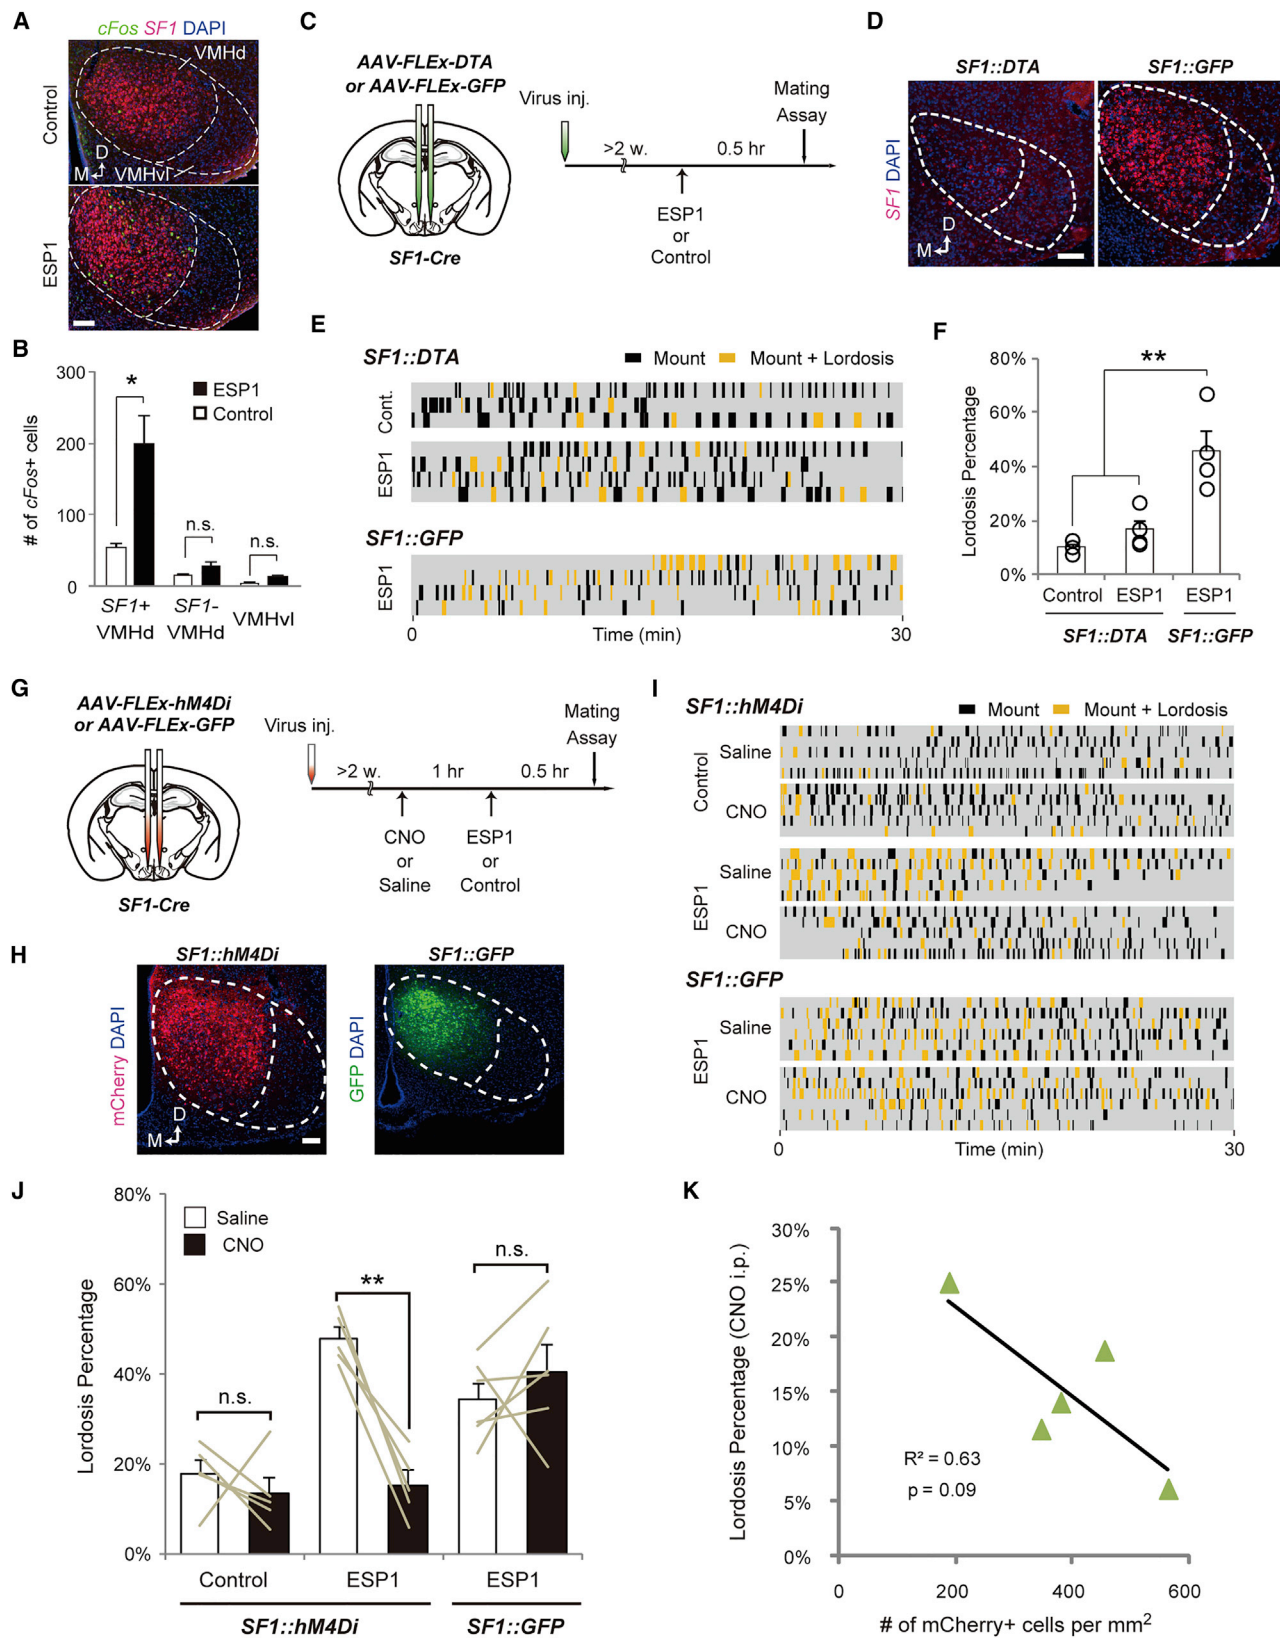 A
cFos SF1 DAPI
Control
VMHd
D
M
VMHvl
ESP1
B
# of cFos+ cells
300
200
100
0
*
n.s.
n.s.
ESP1
Control
SF1+
VMHd
SF1-
VMHd
VMHvl
C
AAV-FLEx-DTA
or AAV-FLEx-GFP
SF1-Cre
Virus inj.
Mating
Assay
>2 w.
0.5 hr
ESP1
or
Control
D
SF1::DTA
SF1::GFP
SF1 DAPI
D
M
E
SF1::DTA
Mount
Mount + Lordosis
Cont.
ESP1
SF1::GFP
ESP1
0
Time (min)
30
F
Lordosis Percentage
80%
60%
40%
20%
0%
**
Control
ESP1
ESP1
SF1::DTA
SF1::GFP
G
AAV-FLEx-hM4Di
or AAV-FLEx-GFP
SF1-Cre
Virus inj.
Mating
Assay
>2 w.
1 hr
0.5 hr
CNO
or
Saline
ESP1
or
Control
H
SF1::hM4Di
SF1::GFP
mCherry DAPI
GFP DAPI
D
M
I
SF1::hM4Di
Mount
Mount + Lordosis
Control
Saline
CNO
ESP1
Saline
CNO
SF1::GFP
ESP1
Saline
CNO
0
Time (min)
30
J
Lordosis Percentage
80%
60%
40%
20%
0%
Saline
CNO
n.s.
**
n.s.
Control
ESP1
ESP1
SF1::hM4Di
SF1::GFP
K
Lordosis Percentage (CNO i.p.)
30%
25%
20%
15%
10%
5%
0%
R² = 0.63
p = 0.09
0
200
400
600
# of mCherry+ cells per mm²